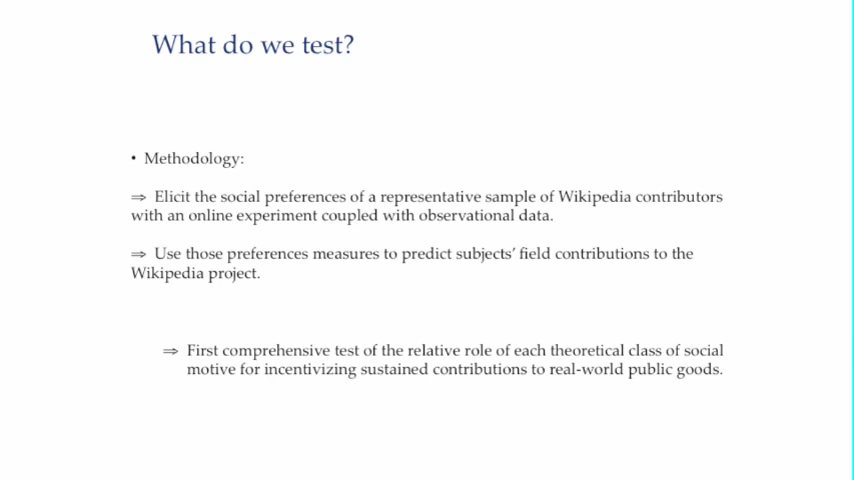 What do we test?
• Methodology:
⇒ Elicit the social preferences of a representative sample of Wikipedia contributors
with an online experiment coupled with observational data.
⇒ Use those preferences measures to predict subjects’ field contributions to the
Wikipedia project.
⇒ First comprehensive test of the relative role of each theoretical class of social
motive for incentivizing sustained contributions to real-world public goods.